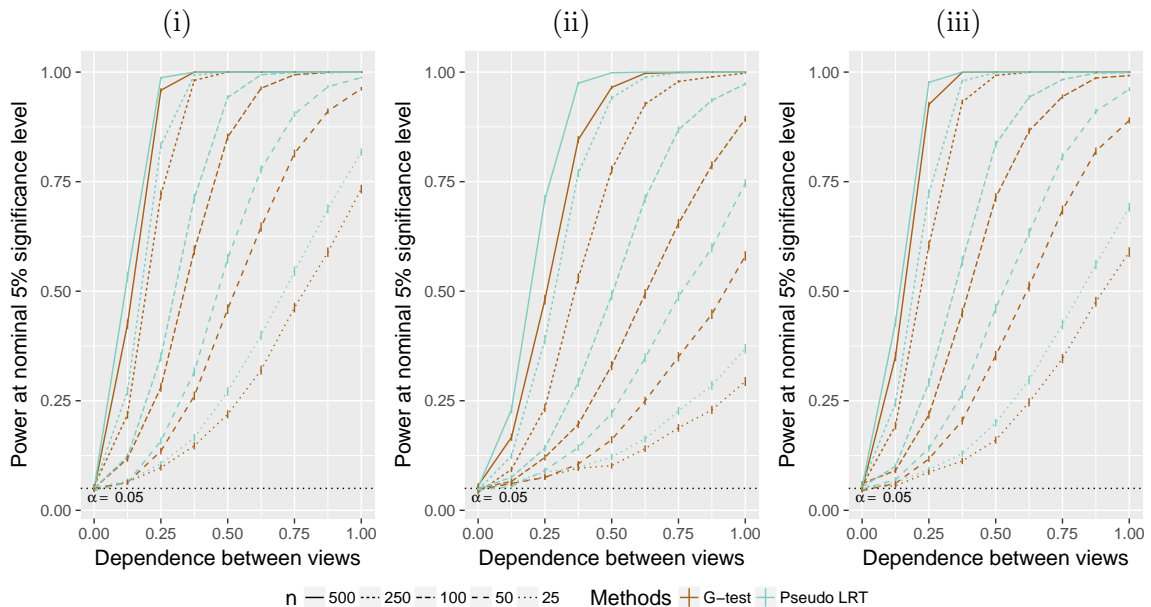 (i)
(ii)
(iii)
Power at nominal 5% significance level
1.00
0.75
0.50
0.25
0.00
α = 0.05
0.00 0.25 0.50 0.75 1.00
Dependence between views
Power at nominal 5% significance level
1.00
0.75
0.50
0.25
0.00
α = 0.05
0.00 0.25 0.50 0.75 1.00
Dependence between views
Power at nominal 5% significance level
1.00
0.75
0.50
0.25
0.00
α = 0.05
0.00 0.25 0.50 0.75 1.00
Dependence between views
n 500 250 100 50 25 Methods G-test Pseudo LRT